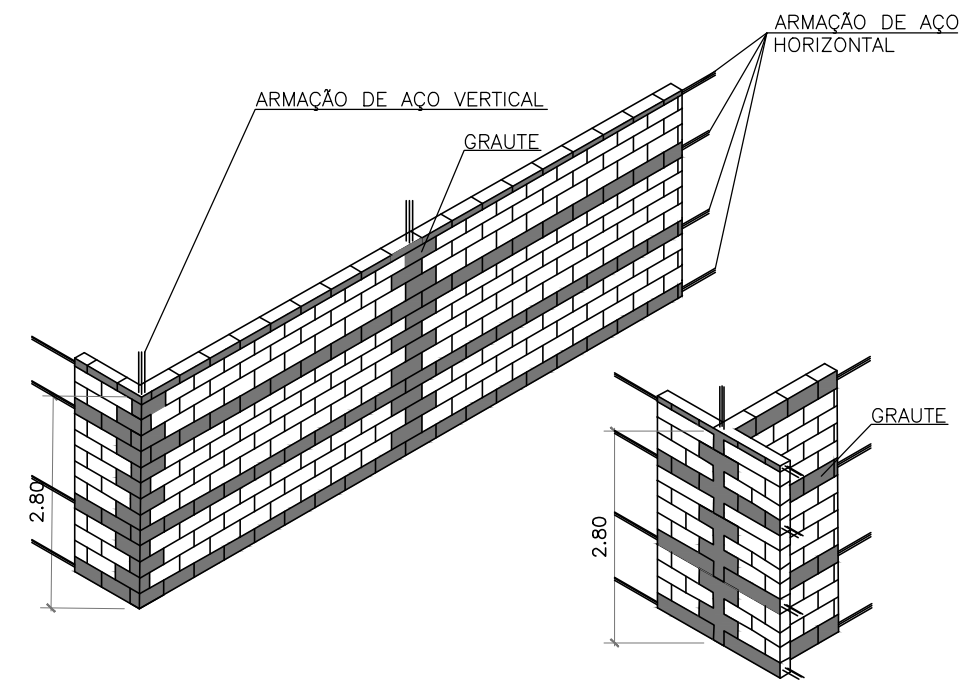 ARMAÇÃO DE AÇO
HORIZONTAL
ARMAÇÃO DE AÇO VERTICAL
GRAUTE
2.80
GRAUTE
2.80